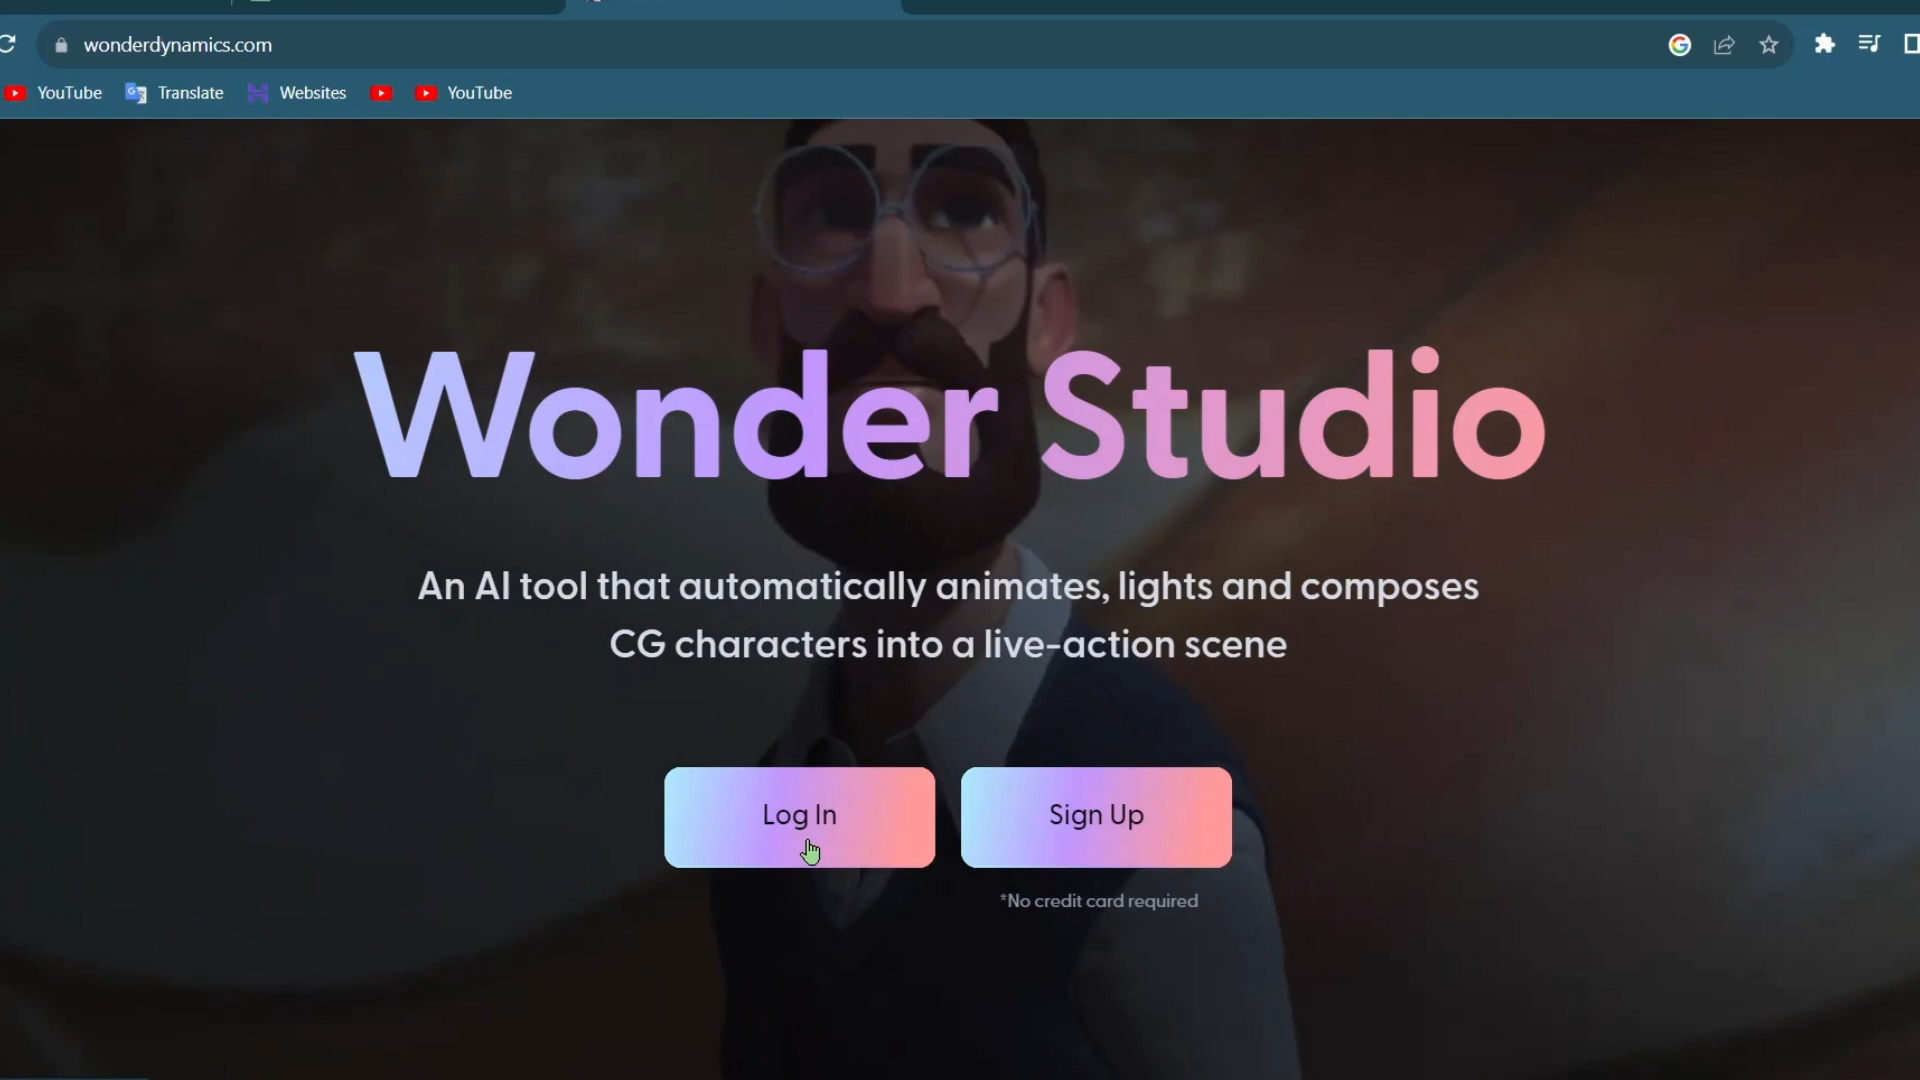 wonderdynamics.com
YouTube Translate Websites YouTube
Wonder Studio
An AI tool that automatically animates, lights and composes
CG characters into a live-action scene
Log In Sign Up
*No credit card required